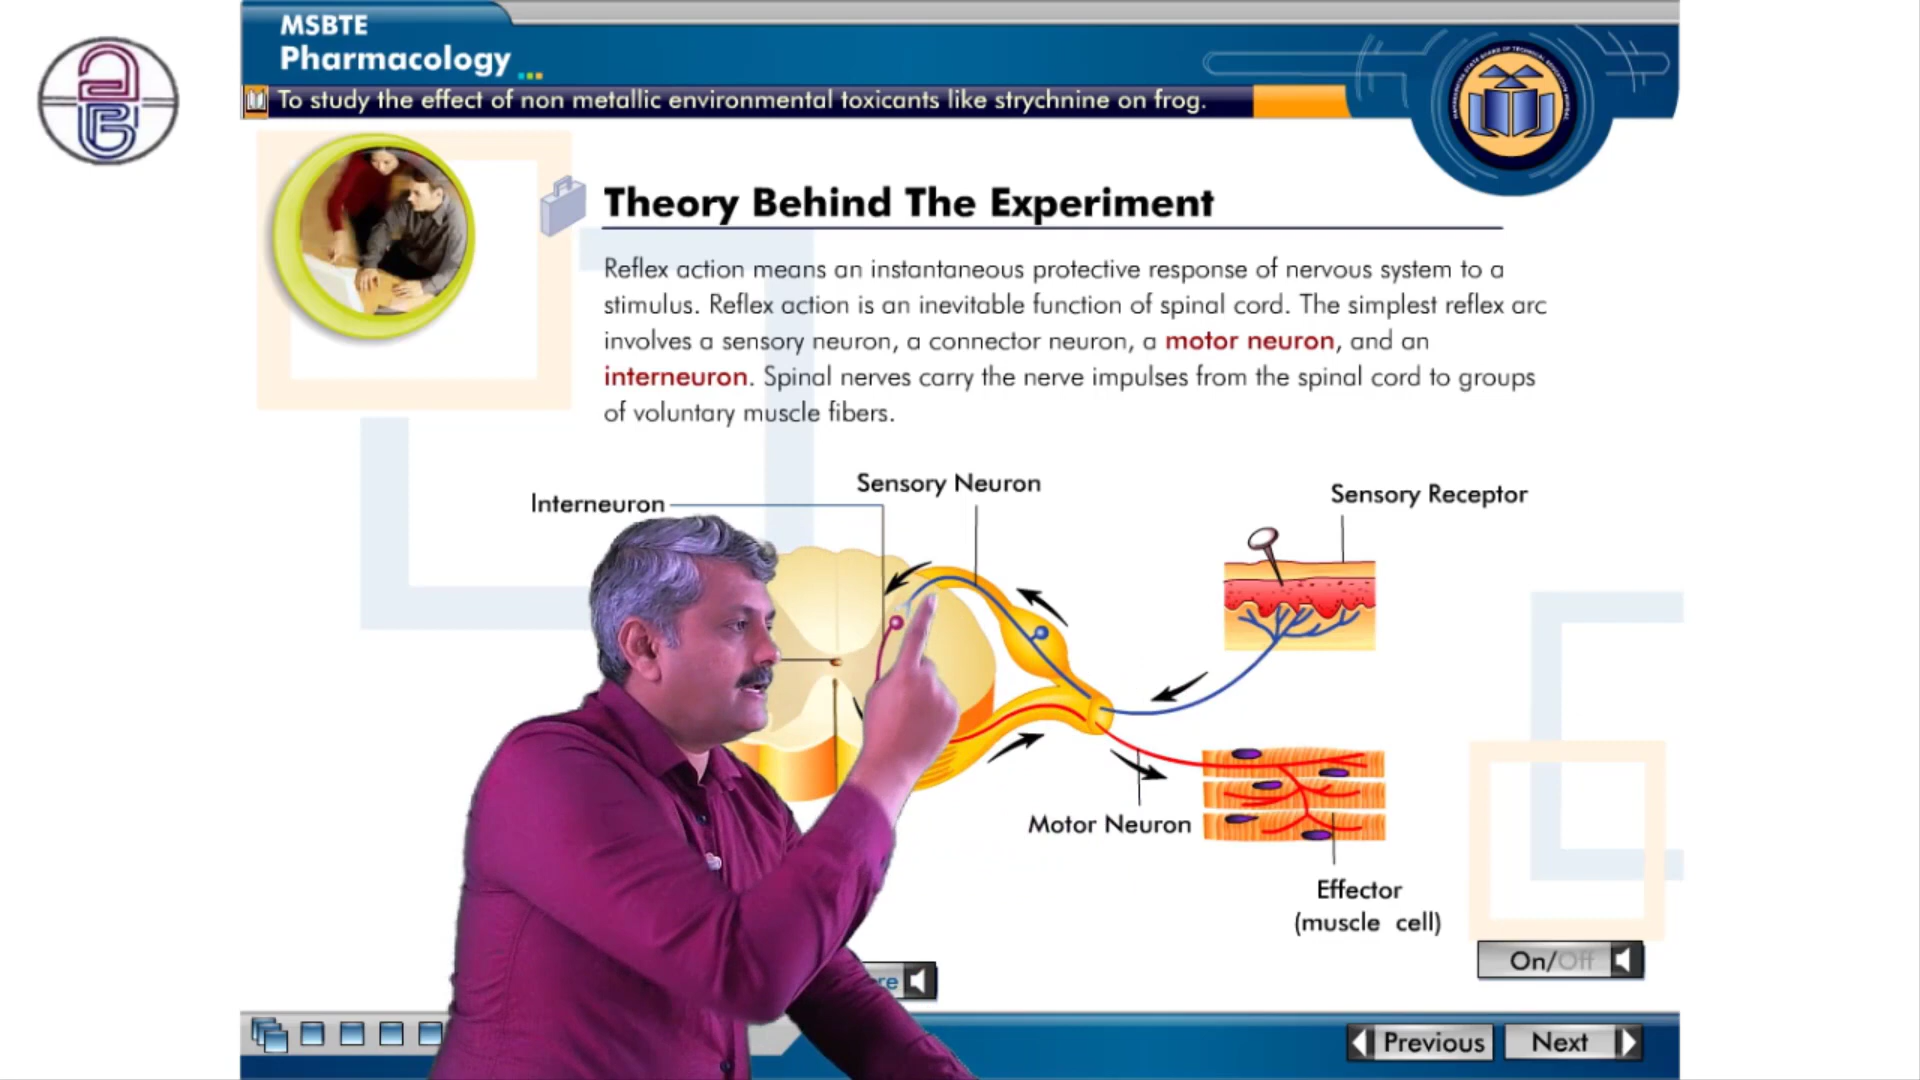 MSBTE
Pharmacology
To study the effect of non metallic environmental toxicants like strychnine on frog.
Theory Behind The Experiment
Reflex action means an instantaneous protective response of nervous system to a
stimulus. Reflex action is an inevitable function of spinal cord. The simplest reflex arc
involves a sensory neuron, a connector neuron, a motor neuron, and an
interneuron. Spinal nerves carry the nerve impulses from the spinal cord to groups
of voluntary muscle fibers.
Sensory Neuron
Sensory Receptor
Interneuron
Motor Neuron
Effector
(muscle cell)
On/Off
re
Previous
Next